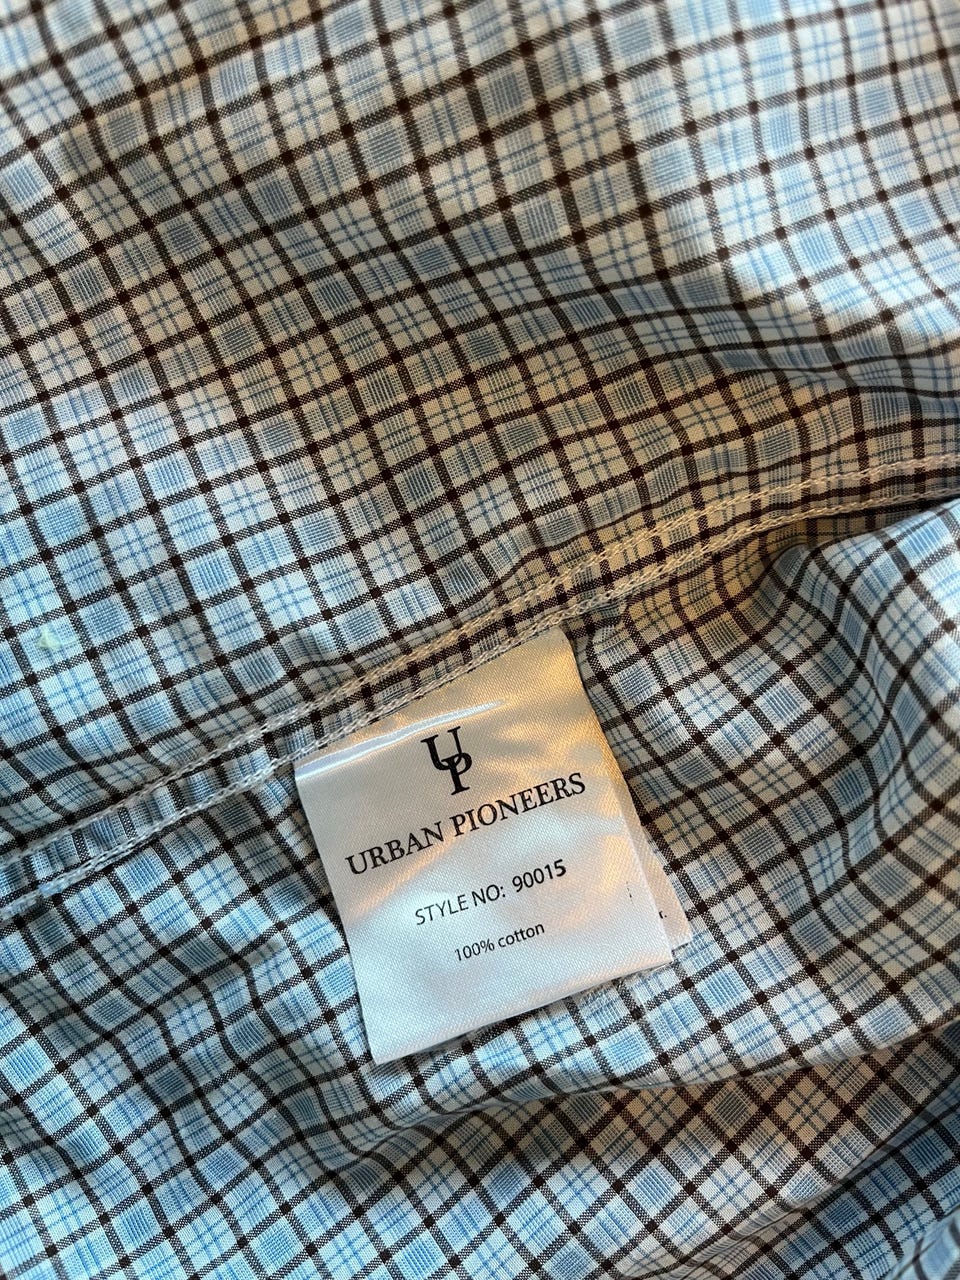 UP
URBAN PIONEERS
STYLE NO: 90015
100% cotton